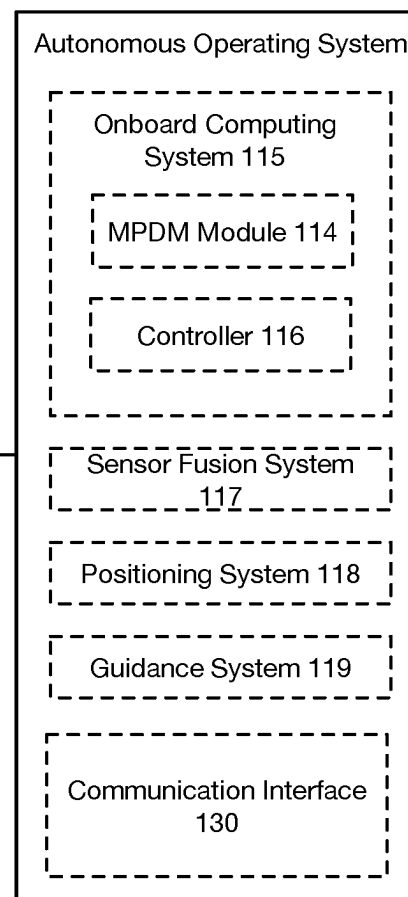 Autonomous Operating System
Onboard Computing
System 115
MPDM Module 114
Controller 116
Sensor Fusion System
117
Positioning System 118
Guidance System 119
Communication Interface
130